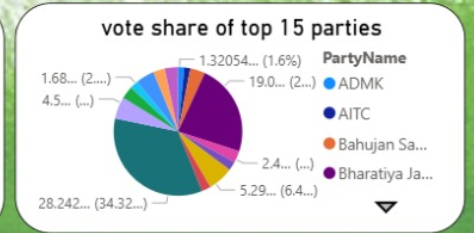 vote share of top 15 parties
1.32054... (1.6%)
19.0... (2...)
2.4... (...)
5.29... (6.4...)
28.242... (34.32...)
4.5... (...)
1.68... (2....)
PartyName
ADMK
AITC
Bahujan Sa...
Bharatiya Ja...